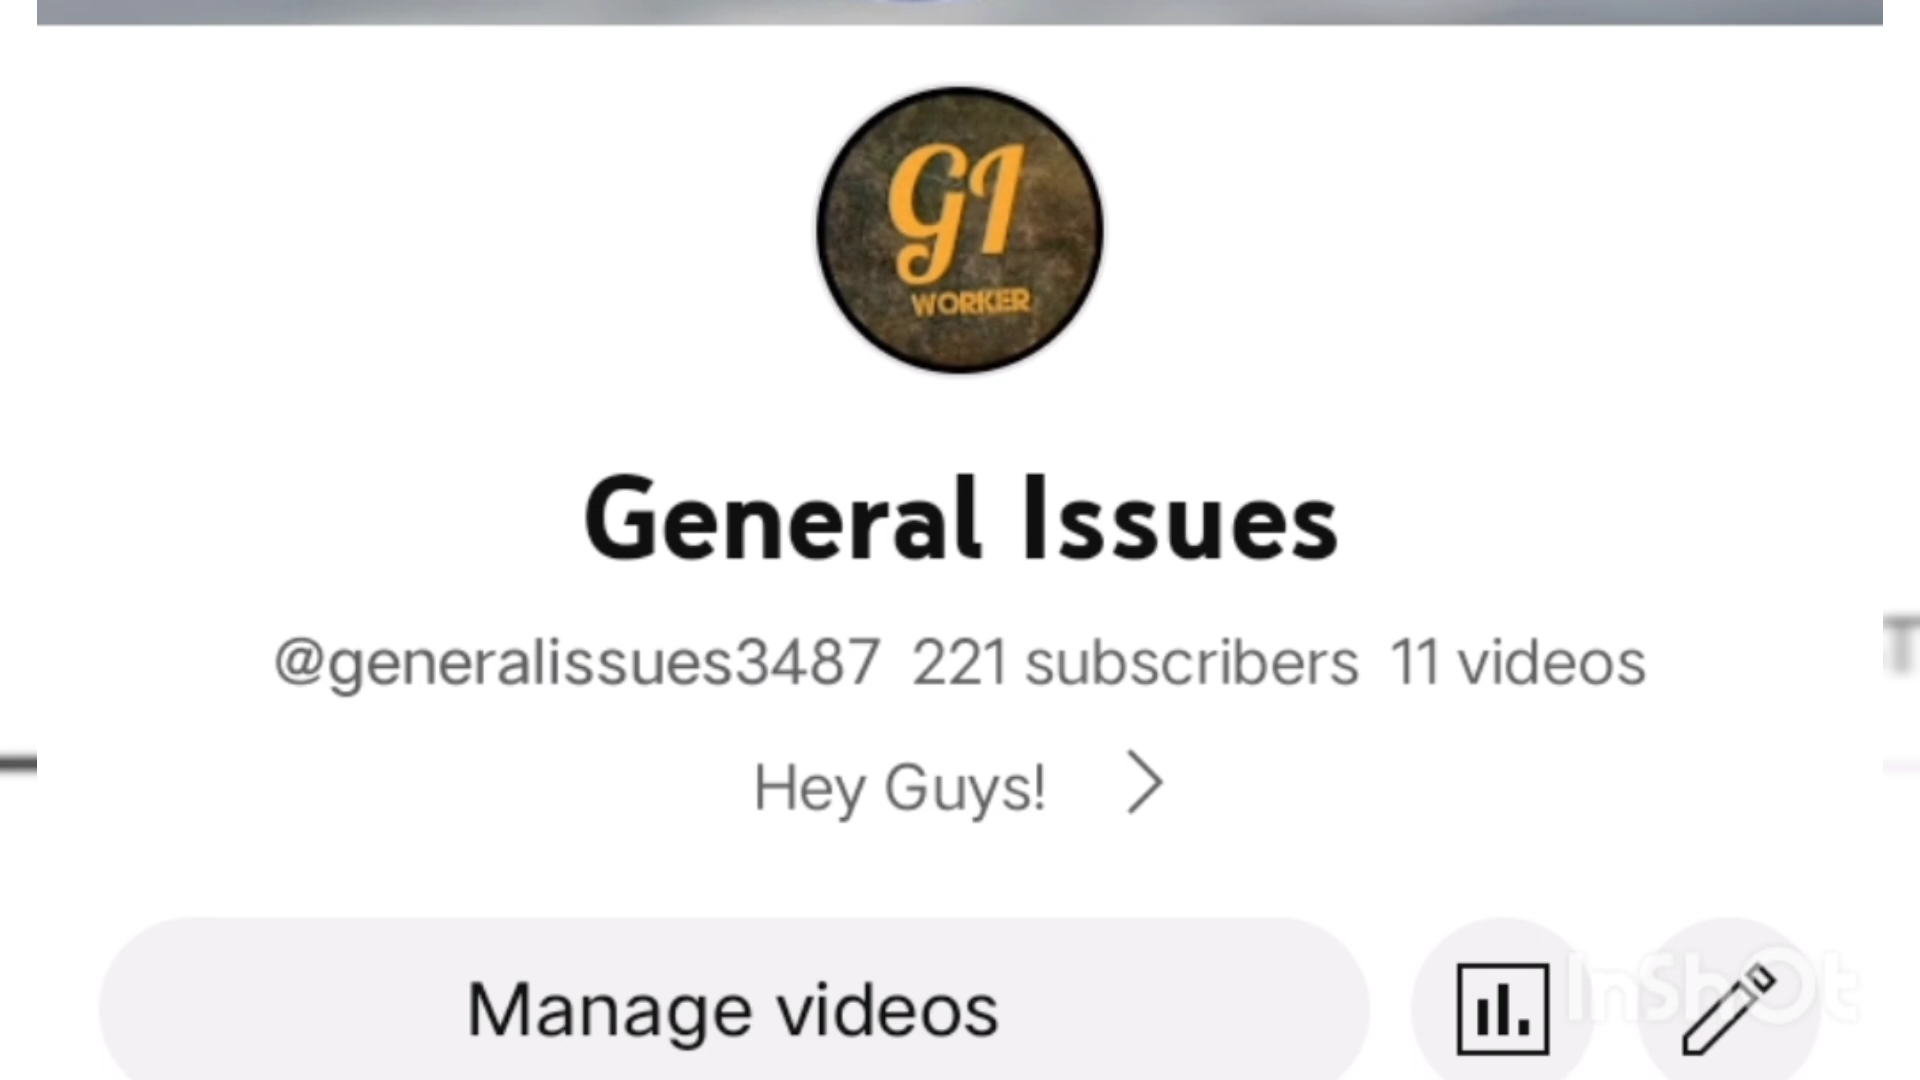 GI
WORKER
General Issues
@generalissues3487 221 subscribers 11 videos
Hey Guys!
Manage videos
InShOt